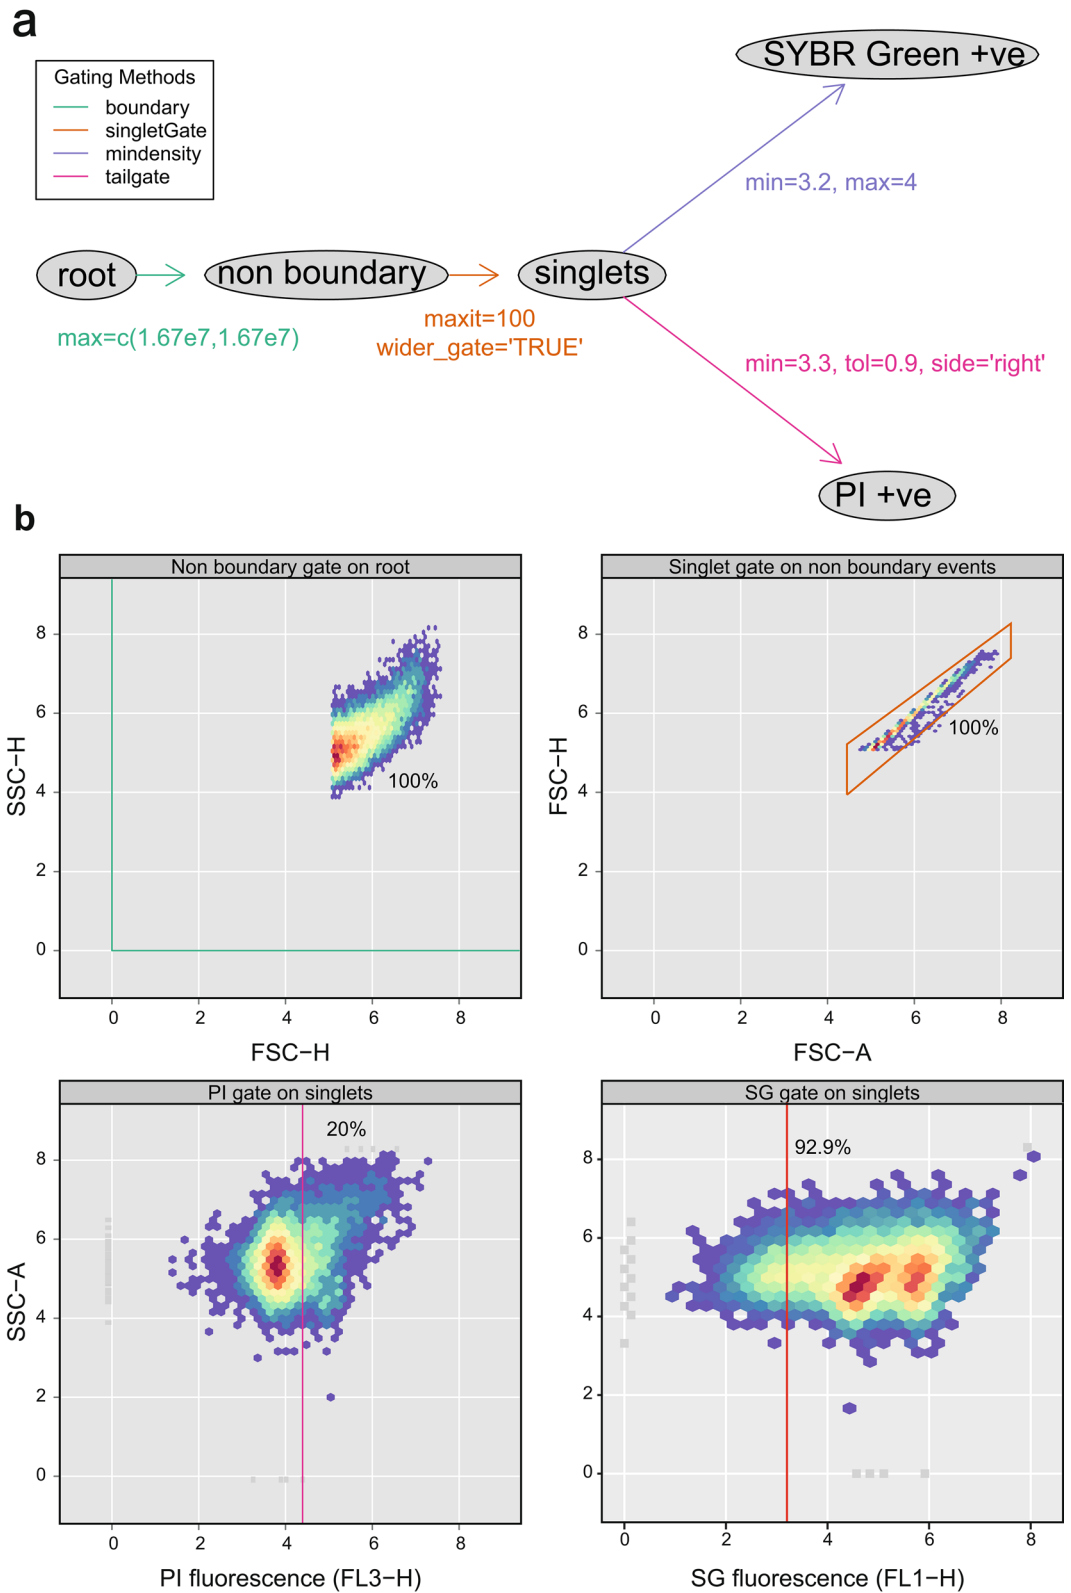 a
Gating Methods
boundary
singletGate
mindensity
tailgate
SYBR Green +ve
min=3.2, max=4
root
non boundary
singlets
max=c(1.67e7,1.67e7)
maxit=100
wider_gate='TRUE'
min=3.3, tol=0.9, side='right'
PI +ve
b
Non boundary gate on root
8
6
4
2
0
SSC−H
100%
0 2 4 6 8
FSC−H
Singlet gate on non boundary events
8
6
4
2
0
FSC−H
100%
0 2 4 6 8
FSC−A
PI gate on singlets
20%
8
6
4
2
0
SSC−A
0 2 4 6 8
PI fluorescence (FL3−H)
SG gate on singlets
92.9%
8
6
4
2
0
0 2 4 6 8
SG fluorescence (FL1−H)